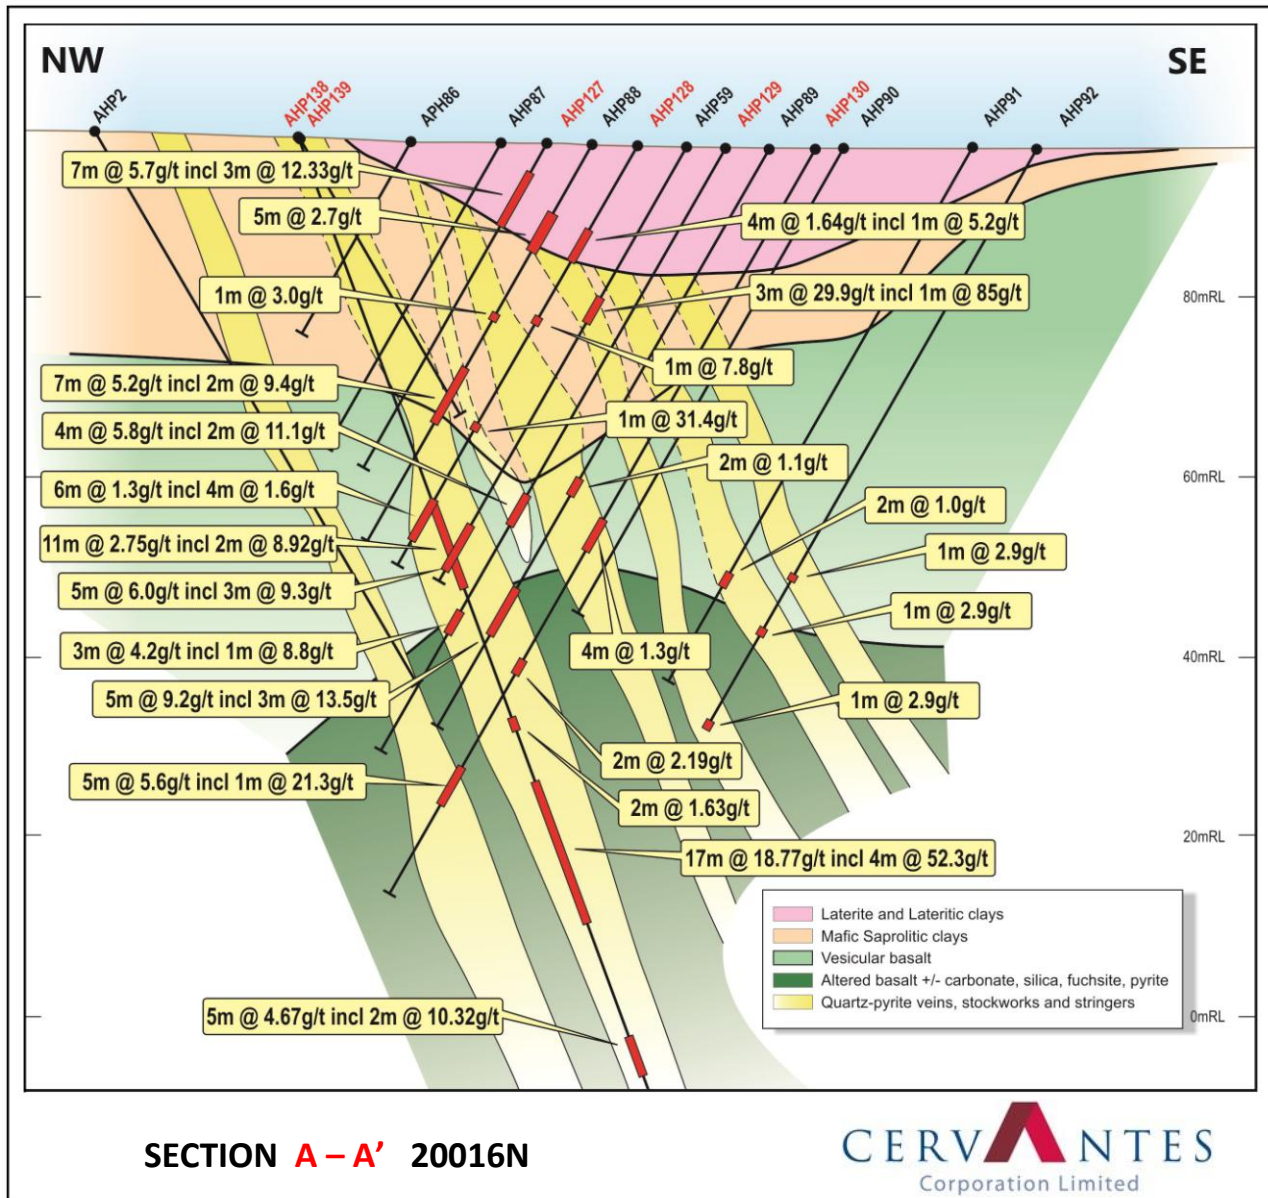 NW
SE
AHP2
AHP138
AHP139
APH86
AHP87
AHP127
AHP88
AHP128
AHP59
AHP129
AHP89
AHP130
AHP90
AHP91
AHP92
7m @ 5.7g/t incl 3m @ 12.33g/t
5m @ 2.7g/t
4m @ 1.64g/t incl 1m @ 5.2g/t
1m @ 3.0g/t
3m @ 29.9g/t incl 1m @ 85g/t
80mRL
1m @ 7.8g/t
7m @ 5.2g/t incl 2m @ 9.4g/t
1m @ 31.4g/t
4m @ 5.8g/t incl 2m @ 11.1g/t
2m @ 1.1g/t
60mRL
6m @ 1.3g/t incl 4m @ 1.6g/t
2m @ 1.0g/t
11m @ 2.75g/t incl 2m @ 8.92g/t
1m @ 2.9g/t
5m @ 6.0g/t incl 3m @ 9.3g/t
1m @ 2.9g/t
3m @ 4.2g/t incl 1m @ 8.8g/t
4m @ 1.3g/t
40mRL
5m @ 9.2g/t incl 3m @ 13.5g/t
1m @ 2.9g/t
2m @ 2.19g/t
5m @ 5.6g/t incl 1m @ 21.3g/t
2m @ 1.63g/t
20mRL
17m @ 18.77g/t incl 4m @ 52.3g/t
Laterite and Lateritic clays
Mafic Saprolitic clays
Vesicular basalt
Altered basalt +/- carbonate, silica, fuchsite, pyrite
Quartz-pyrite veins, stockworks and stringers
0mRL
5m @ 4.67g/t incl 2m @ 10.32g/t
SECTION A – A’ 20016N
CERVANTES
Corporation Limited